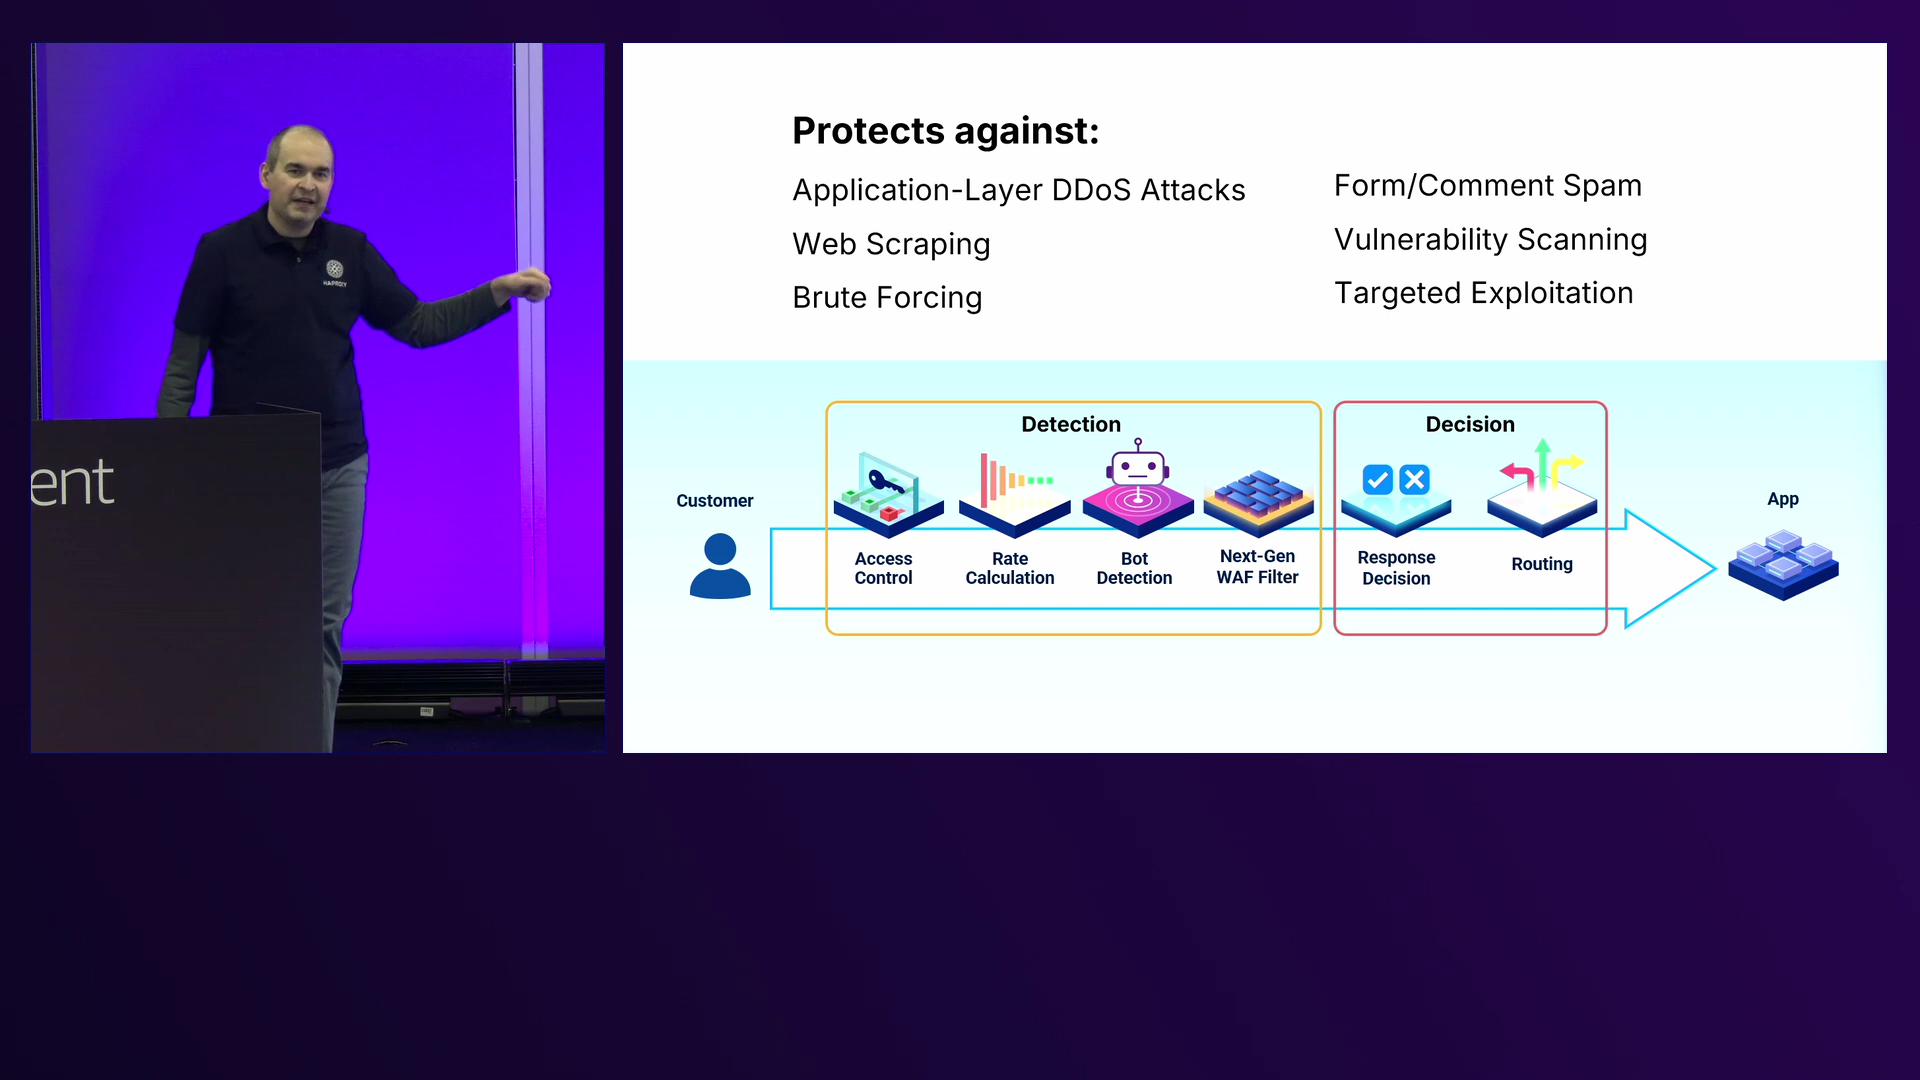 HAPROXY
ent
Protects against:
Application-Layer DDoS Attacks
Web Scraping
Brute Forcing
Form/Comment Spam
Vulnerability Scanning
Targeted Exploitation
Detection
Decision
Customer
Access
Control
Rate
Calculation
Bot
Detection
Next-Gen
WAF Filter
Response
Decision
Routing
App